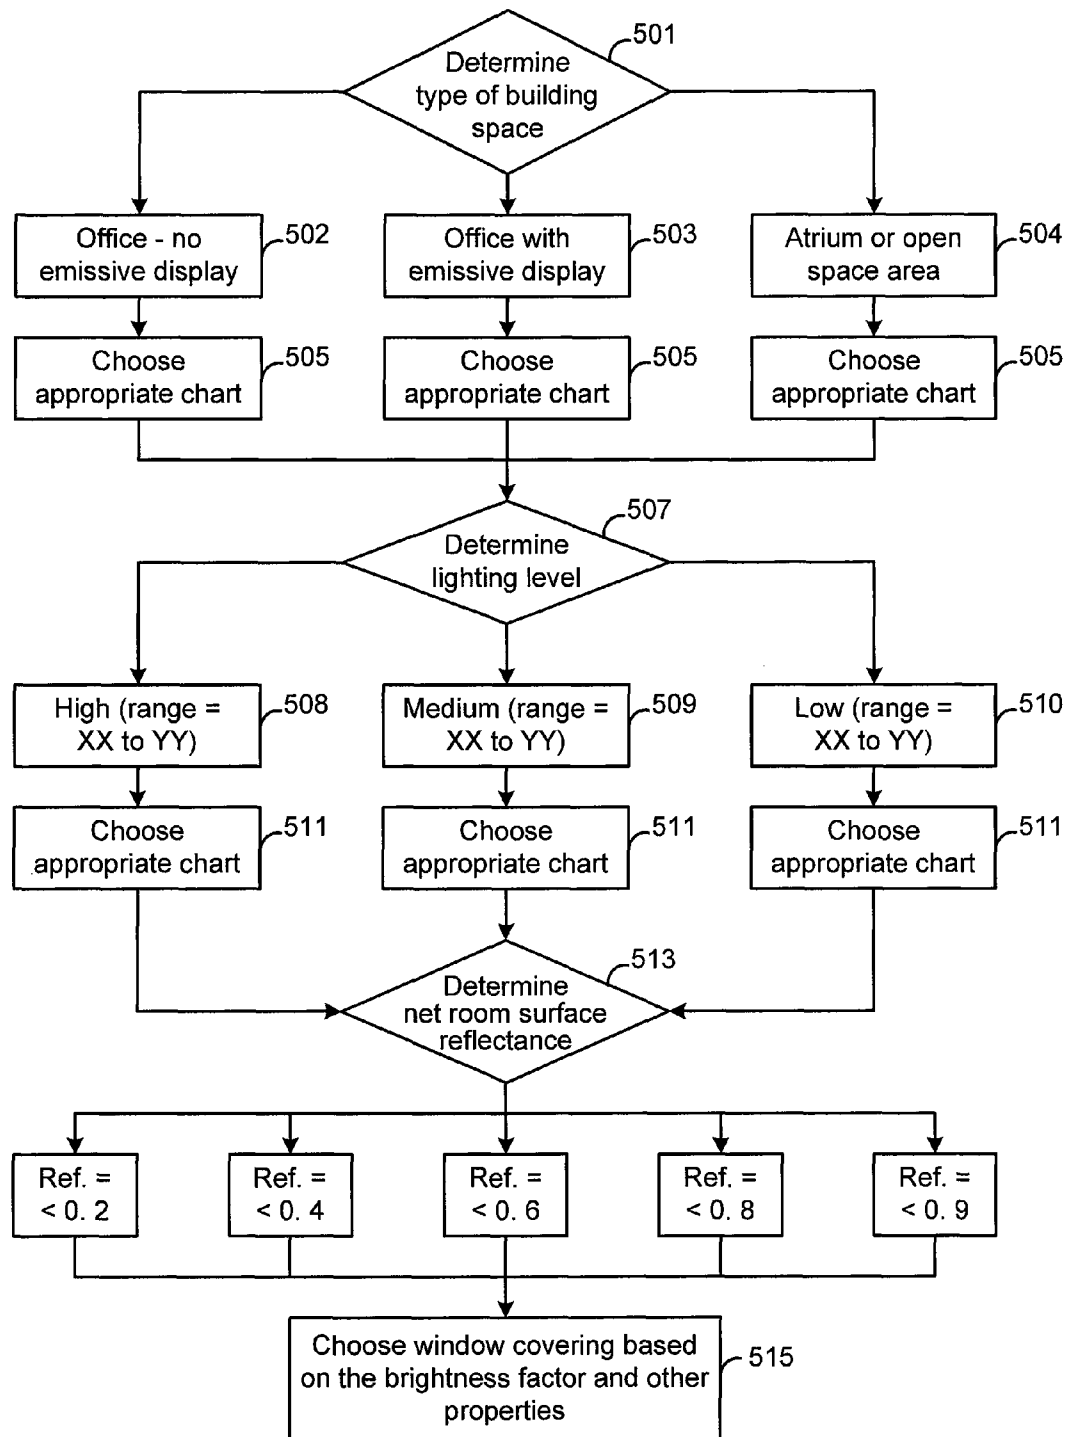 501
Determine
type of building
space
Office - no
emissive display
502
Office with
emissive display
503
Atrium or open
space area
504
Choose
appropriate chart
505
Choose
appropriate chart
505
Choose
appropriate chart
505
507
Determine
lighting level
High (range =
XX to YY)
508
Medium (range =
XX to YY)
509
Low (range =
XX to YY)
510
Choose
appropriate chart
511
Choose
appropriate chart
511
Choose
appropriate chart
511
513
Determine
net room surface
reflectance
Ref. =
< 0. 2
Ref. =
< 0. 4
Ref. =
< 0. 6
Ref. =
< 0. 8
Ref. =
< 0. 9
Choose window covering based
on the brightness factor and other
properties
515